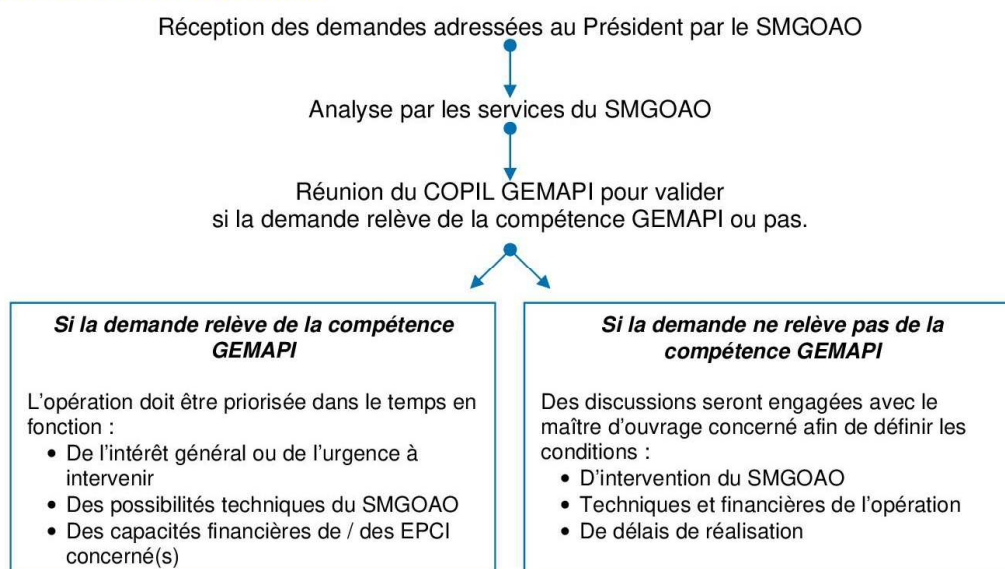 Réception des demandes adressées au Président par le SMGOAO
Analyse par les services du SMGOAO
Réunion du COPIL GEMAPI pour valider
si la demande relève de la compétence GEMAPI ou pas.
Si la demande relève de la compétence
GEMAPI
L'opération doit être priorisée dans le temps en
fonction :
• De l'intérêt général ou de l'urgence à
intervenir
• Des possibilités techniques du SMGOAO
• Des capacités financières de / des EPCI
concerné(s)
Si la demande ne relève pas de la
compétence GEMAPI
Des discussions seront engagées avec le
maître d'ouvrage concerné afin de définir les
conditions :
• D'intervention du SMGOAO
• Techniques et financières de l'opération
• De délais de réalisation